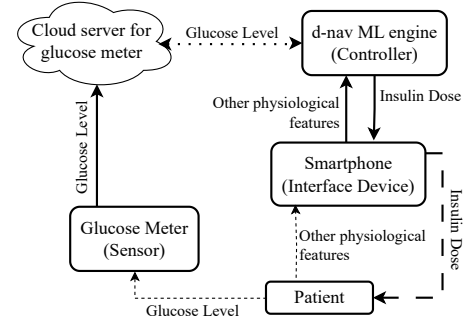 Cloud server for
glucose meter
Glucose Level
d-nav ML engine
(Controller)
Other physiological
features
Insulin Dose
Glucose Level
Smartphone
(Interface Device)
Insulin Dose
Glucose Meter
(Sensor)
Other physiological
features
Patient
Glucose Level